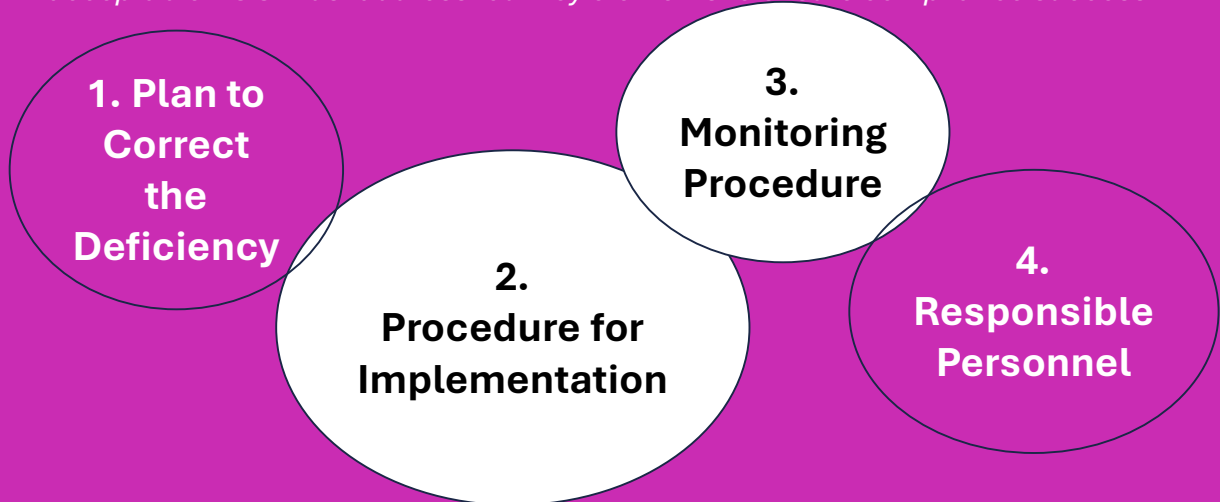 1. Plan to
Correct
the
Deficiency
2.
Procedure for
Implementation
3.
Monitoring
Procedure
4.
Responsible
Personnel